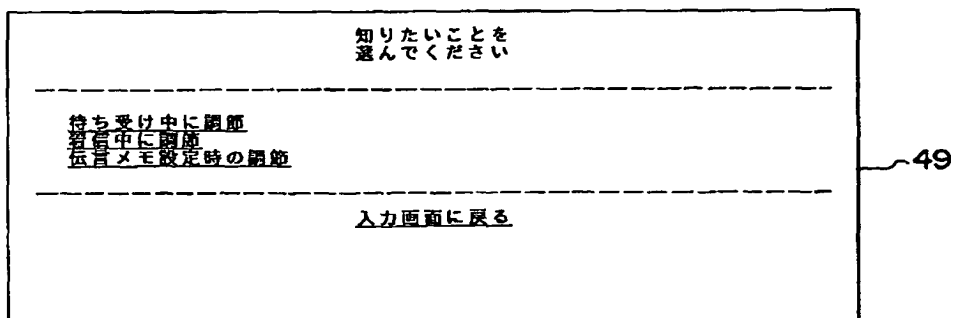 知りたいことを
選んでください
待ち受け中に調節
着信中に調節
伝言メモ設定時の調節
49
入力画面に戻る